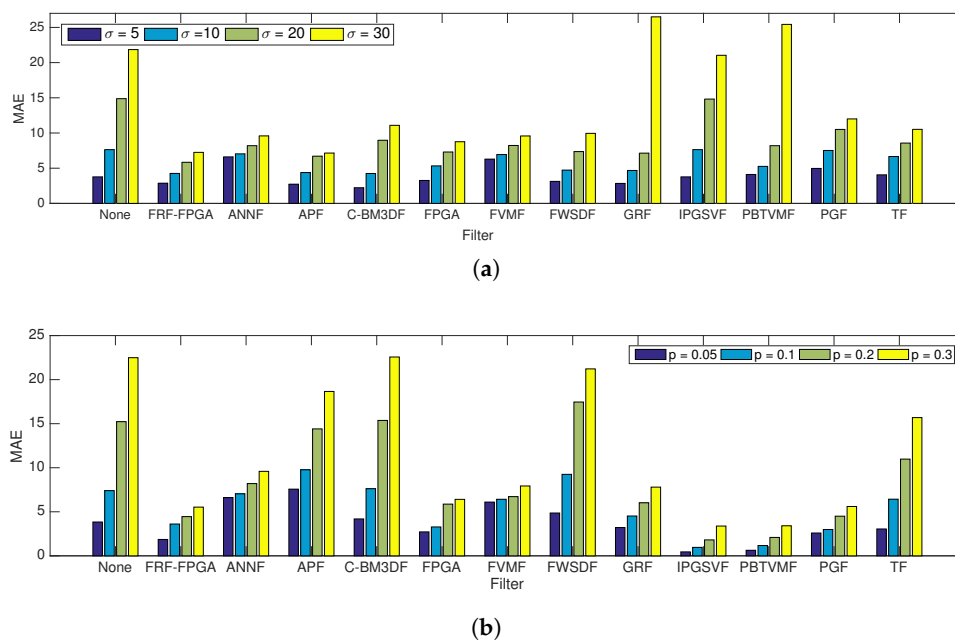 25
20
15
10
5
0
MAE
σ = 5 σ =10 σ = 20 σ = 30
None FRF-FPGA ANNF APF C-BM3DF FPGA FVMF FWSDF GRF IPGSVF PBTVMF PGF TF
Filter
(a)
25
20
15
10
5
0
MAE
p = 0.05 p = 0.1 p = 0.2 p = 0.3
None FRF-FPGA ANNF APF C-BM3DF FPGA FVMF FWSDF GRF IPGSVF PBTVMF PGF TF
Filter
(b)